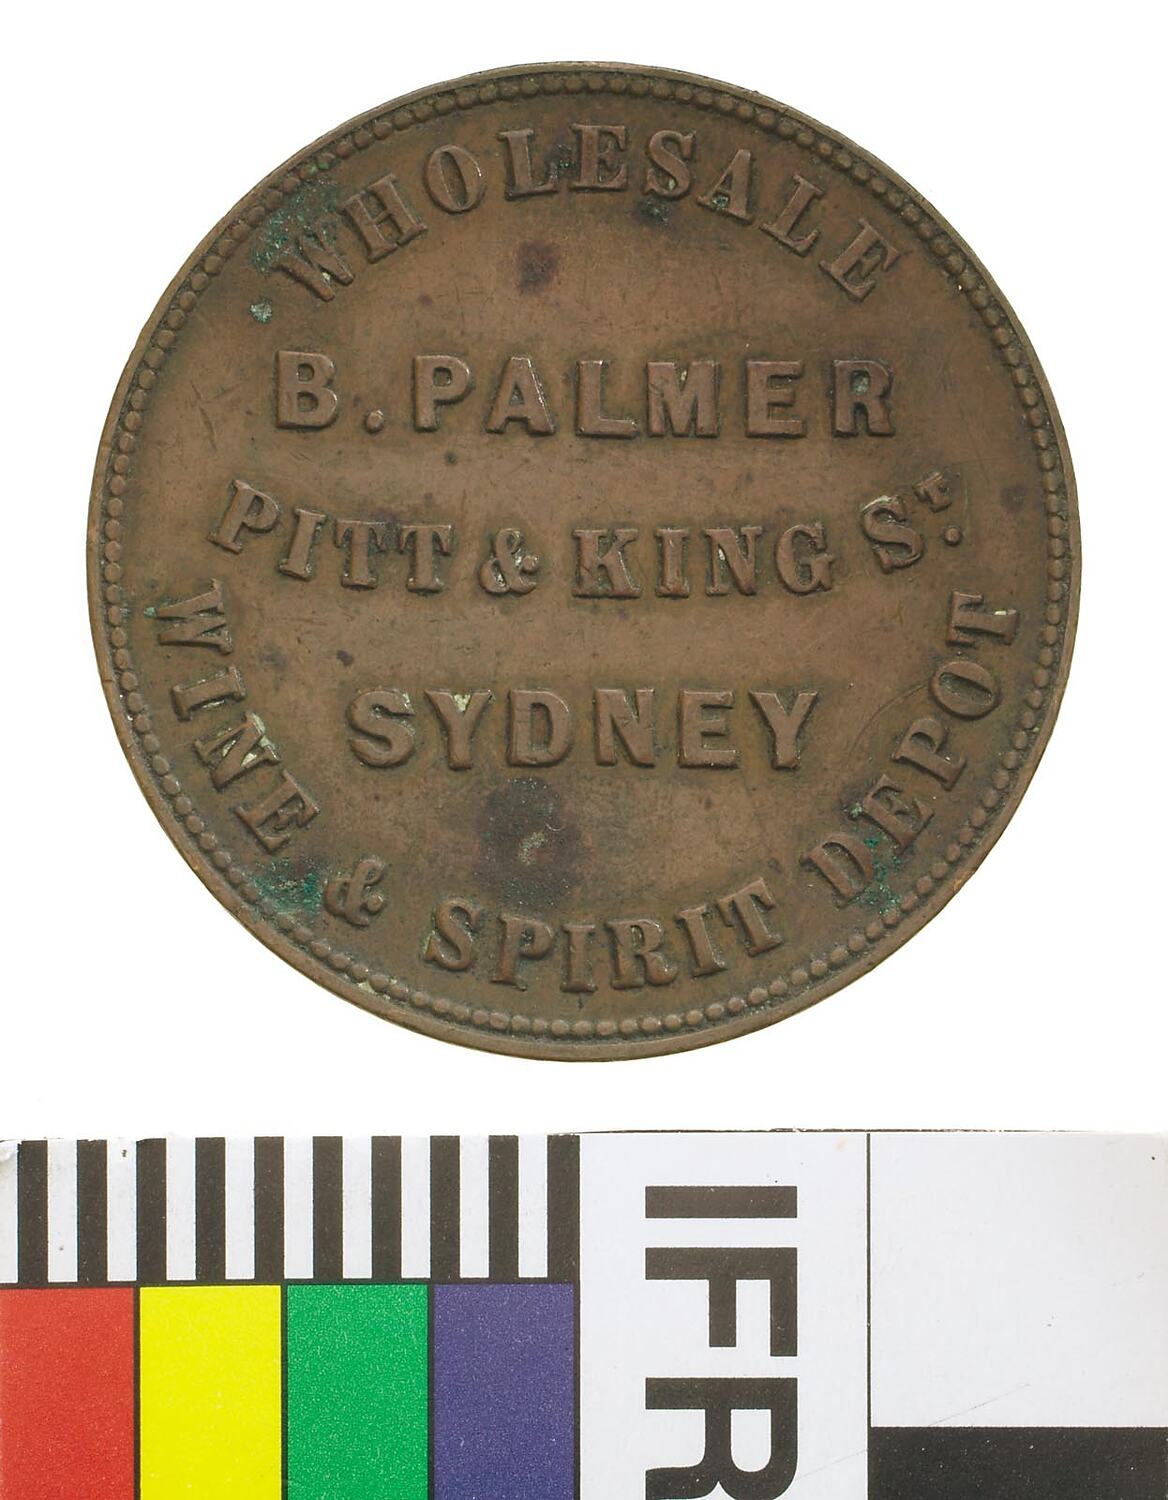 WHOLESALE
B. PALMER
PITT & KING ST.
SYDNEY
WINE & SPIRIT DEPOT
IFR